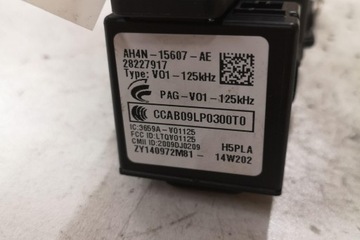 AH4N-15607-AE
28227917
Type: V01-125kHz
PAG-V01-125kHz
CCAB09LP0300T0
IC:3659A-V01125
FCC ID:LTQV01125
CMII ID:2009DJ0209
H5PLA
ZY140972M81- 14W202